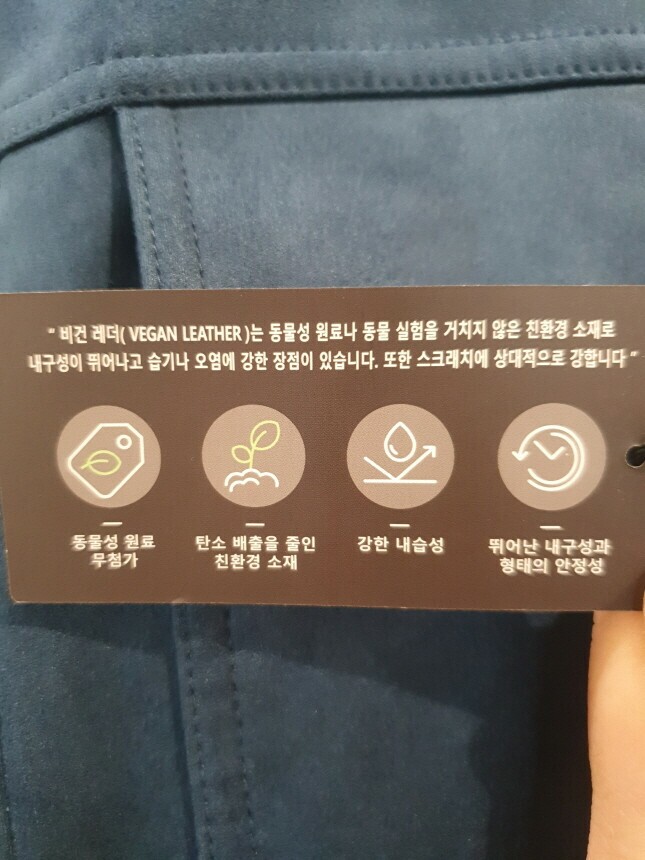 “ 비건 레더( VEGAN LEATHER )는 동물성 원료나 동물 실험을 거치지 않은 친환경 소재로
내구성이 뛰어나고 습기나 오염에 강한 장점이 있습니다. 또한 스크레치에 상대적으로 강합니다 “
동물성 원료
무첨가
탄소 배출을 줄인
친환경 소재
강한 내습성
뛰어난 내구성과
형태의 안정성